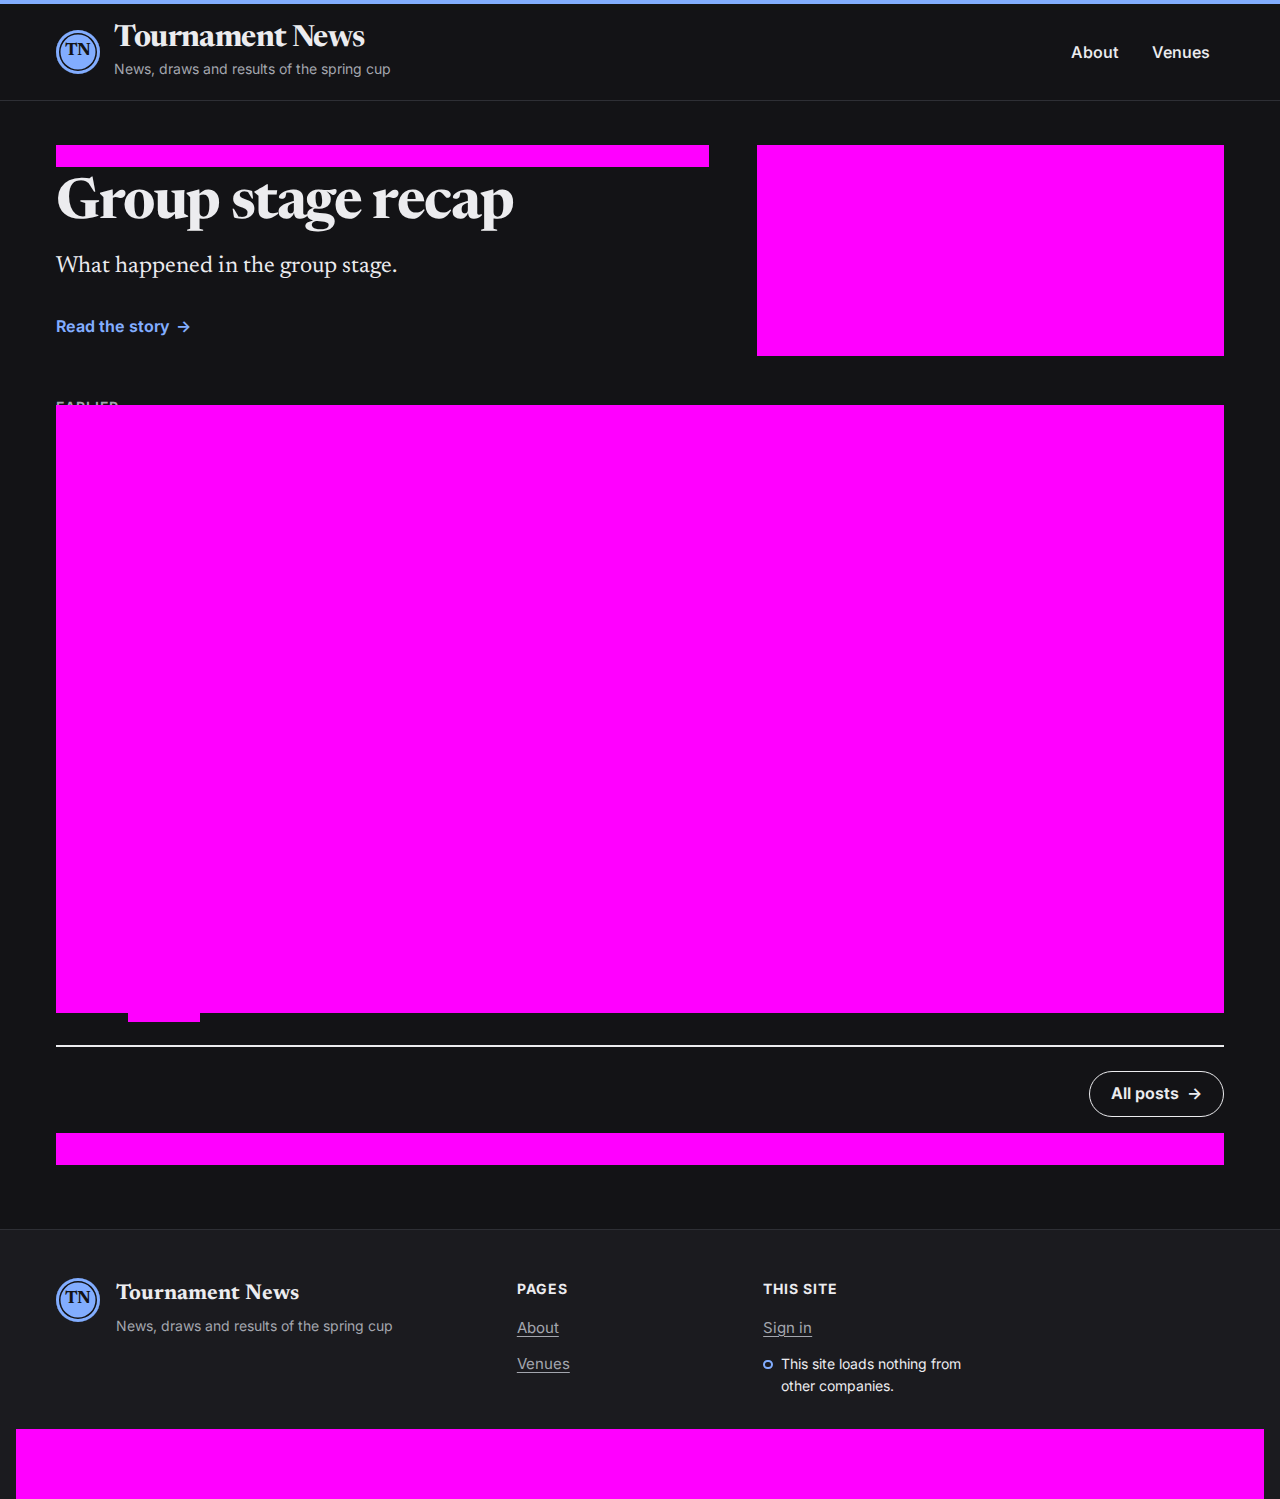 TN
Tournament News
News, draws and results of the spring cup
About
Venues
Group stage recap
What happened in the group stage.
Read the story →
All posts →
TN
Tournament News
News, draws and results of the spring cup
PAGES
About
Venues
THIS SITE
Sign in
This site loads nothing from
other companies.